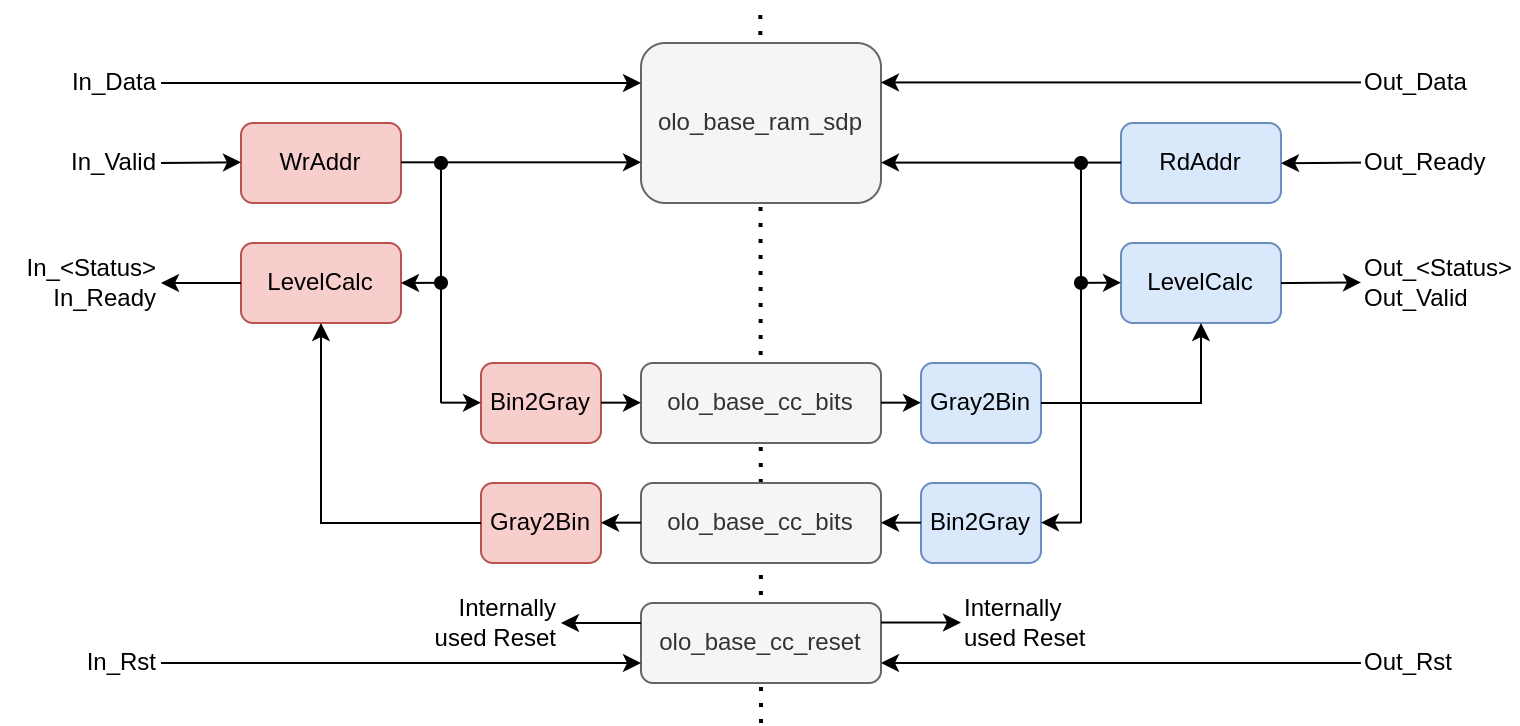 In_Data
olo_base_ram_sdp
Out_Data
In_Valid
WrAddr
RdAddr
Out_Ready
In_<Status>
In_Ready
LevelCalc
LevelCalc
Out_<Status>
Out_Valid
Bin2Gray
olo_base_cc_bits
Gray2Bin
Gray2Bin
olo_base_cc_bits
Bin2Gray
Internally
used Reset
Internally
used Reset
In_Rst
olo_base_cc_reset
Out_Rst